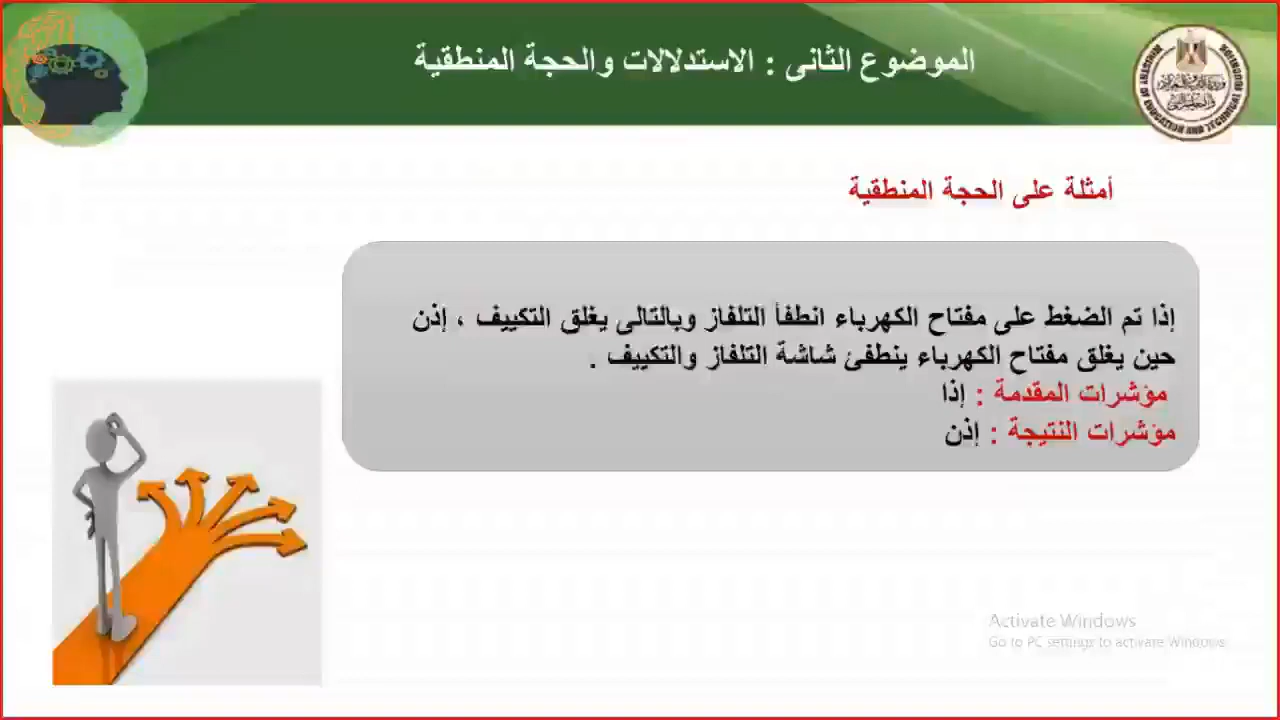 الموضوع الثانى : الاستدلالات والحجة المنطقية
أمثلة على الحجة المنطقية
إذا تم الضغط على مفتاح الكهرباء انطفأ التلفاز وبالتالى يغلق التكييف ، إذن
حين يغلق مفتاح الكهرباء ينطفئ شاشة التلفاز والتكييف .
مؤشرات المقدمة : إذا
مؤشرات النتيجة : إذن
Activate Windows
Go to PC settings to activate Windows.